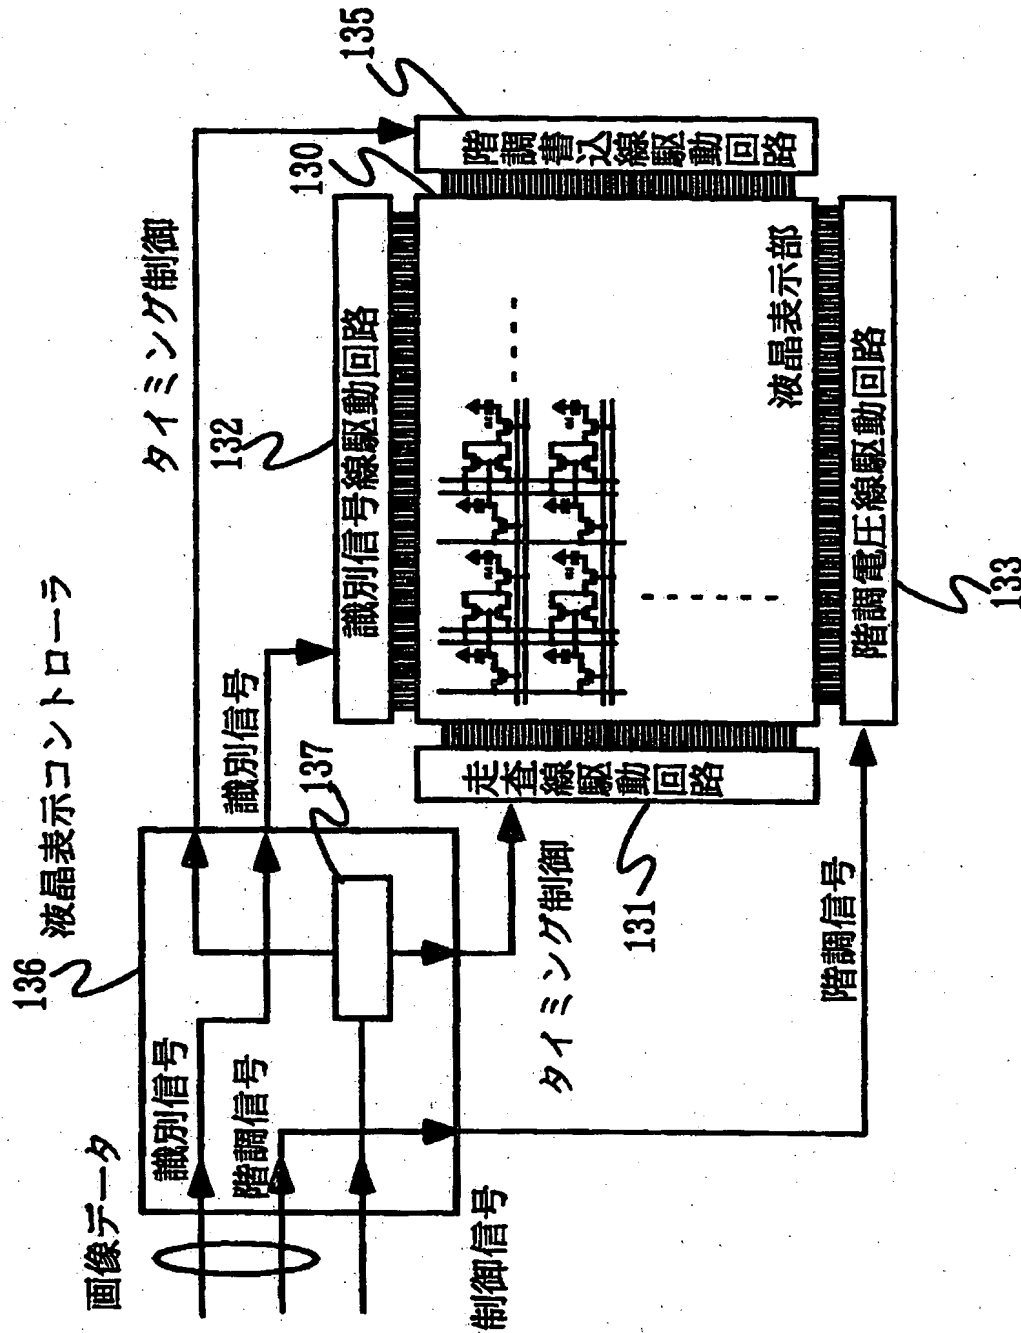 画像データ
識別信号
階調信号
制御信号
136
液晶表示コントローラ
137
識別信号
タイミング制御
タイミング制御
階調信号
131
走査線駆動回路
132
識別信号線駆動回路
130
液晶表示部
階調電圧線駆動回路
133
135
階調書込線駆動回路